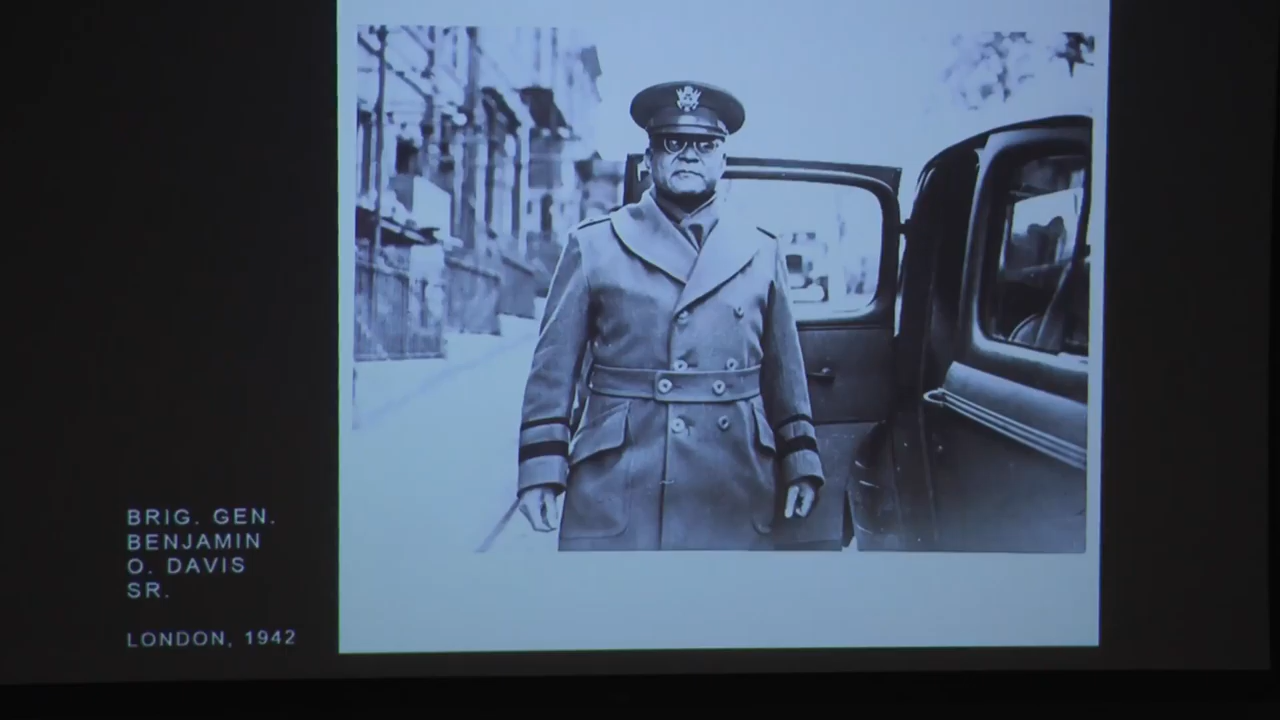 BRIG. GEN.
BENJAMIN
O. DAVIS
SR.
LONDON, 1942